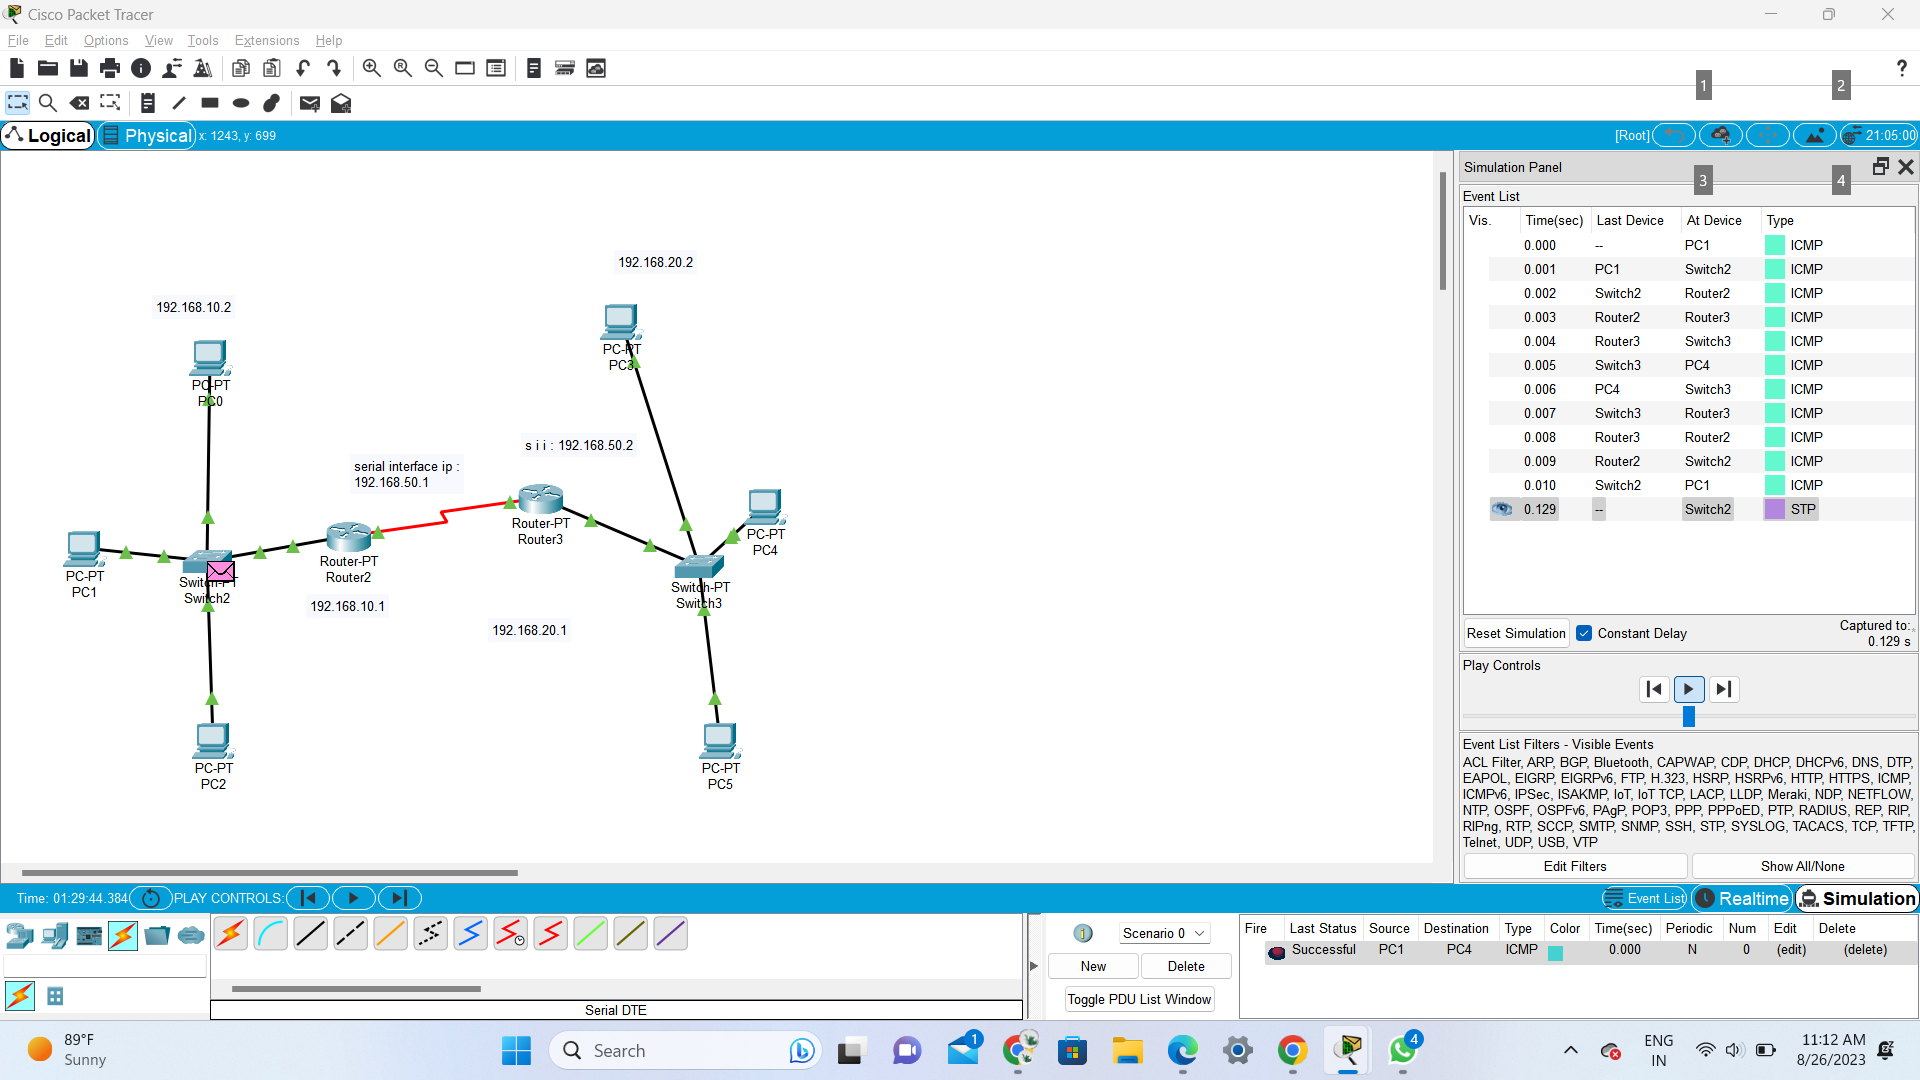 Cisco Packet Tracer
File Edit Options View Tools Extensions Help
1 2
Logical Physical x: 1243, y: 699 [Root] 21:05:00
Simulation Panel
3 4
Event List
Vis. Time(sec) Last Device At Device Type
0.000 -- PC1 ICMP
0.001 PC1 Switch2 ICMP
0.002 Switch2 Router2 ICMP
0.003 Router2 Router3 ICMP
0.004 Router3 Switch3 ICMP
0.005 Switch3 PC4 ICMP
0.006 PC4 Switch3 ICMP
0.007 Switch3 Router3 ICMP
0.008 Router3 Router2 ICMP
0.009 Router2 Switch2 ICMP
0.010 Switch2 PC1 ICMP
0.129 -- Switch2 STP
Reset Simulation Constant Delay
Captured to:
0.129 s
Play Controls
Event List Filters - Visible Events
ACL Filter, ARP, BGP, Bluetooth, CAPWAP, CDP, DHCP, DHCPv6, DNS, DTP,
EAPOL, EIGRP, EIGRPv6, FTP, H.323, HSRP, HSRPv6, HTTP, HTTPS, ICMP,
ICMPv6, IPSec, ISAKMP, IoT, IoT TCP, LACP, LLDP, Meraki, NDP, NETFLOW,
NTP, OSPF, OSPFv6, PAgP, POP3, PPP, PPPoED, PTP, RADIUS, REP, RIP,
RIPng, RTP, SCCP, SMTP, SNMP, SSH, STP, SYSLOG, TACACS, TCP, TFTP,
Telnet, UDP, USB, VTP
Edit Filters Show All/None
192.168.20.2
192.168.10.2
PC-PT
PC3
PC-PT
PC0
s i i : 192.168.50.2
serial interface ip :
192.168.50.1
Router-PT
Router3
PC-PT
PC4
Router-PT
Router2
PC-PT
PC1
Switch-PT
Switch2
Switch-PT
Switch3
192.168.10.1
192.168.20.1
PC-PT
PC2
PC-PT
PC5
Time: 01:29:44.384 PLAY CONTROLS: Event List Realtime Simulation
Scenario 0
New Delete
Toggle PDU List Window
Fire Last Status Source Destination Type Color Time(sec) Periodic Num Edit Delete
Successful PC1 PC4 ICMP 0.000 N 0 (edit) (delete)
Serial DTE
89°F
Sunny
Search
1
4
ENG
IN
11:12 AM
8/26/2023